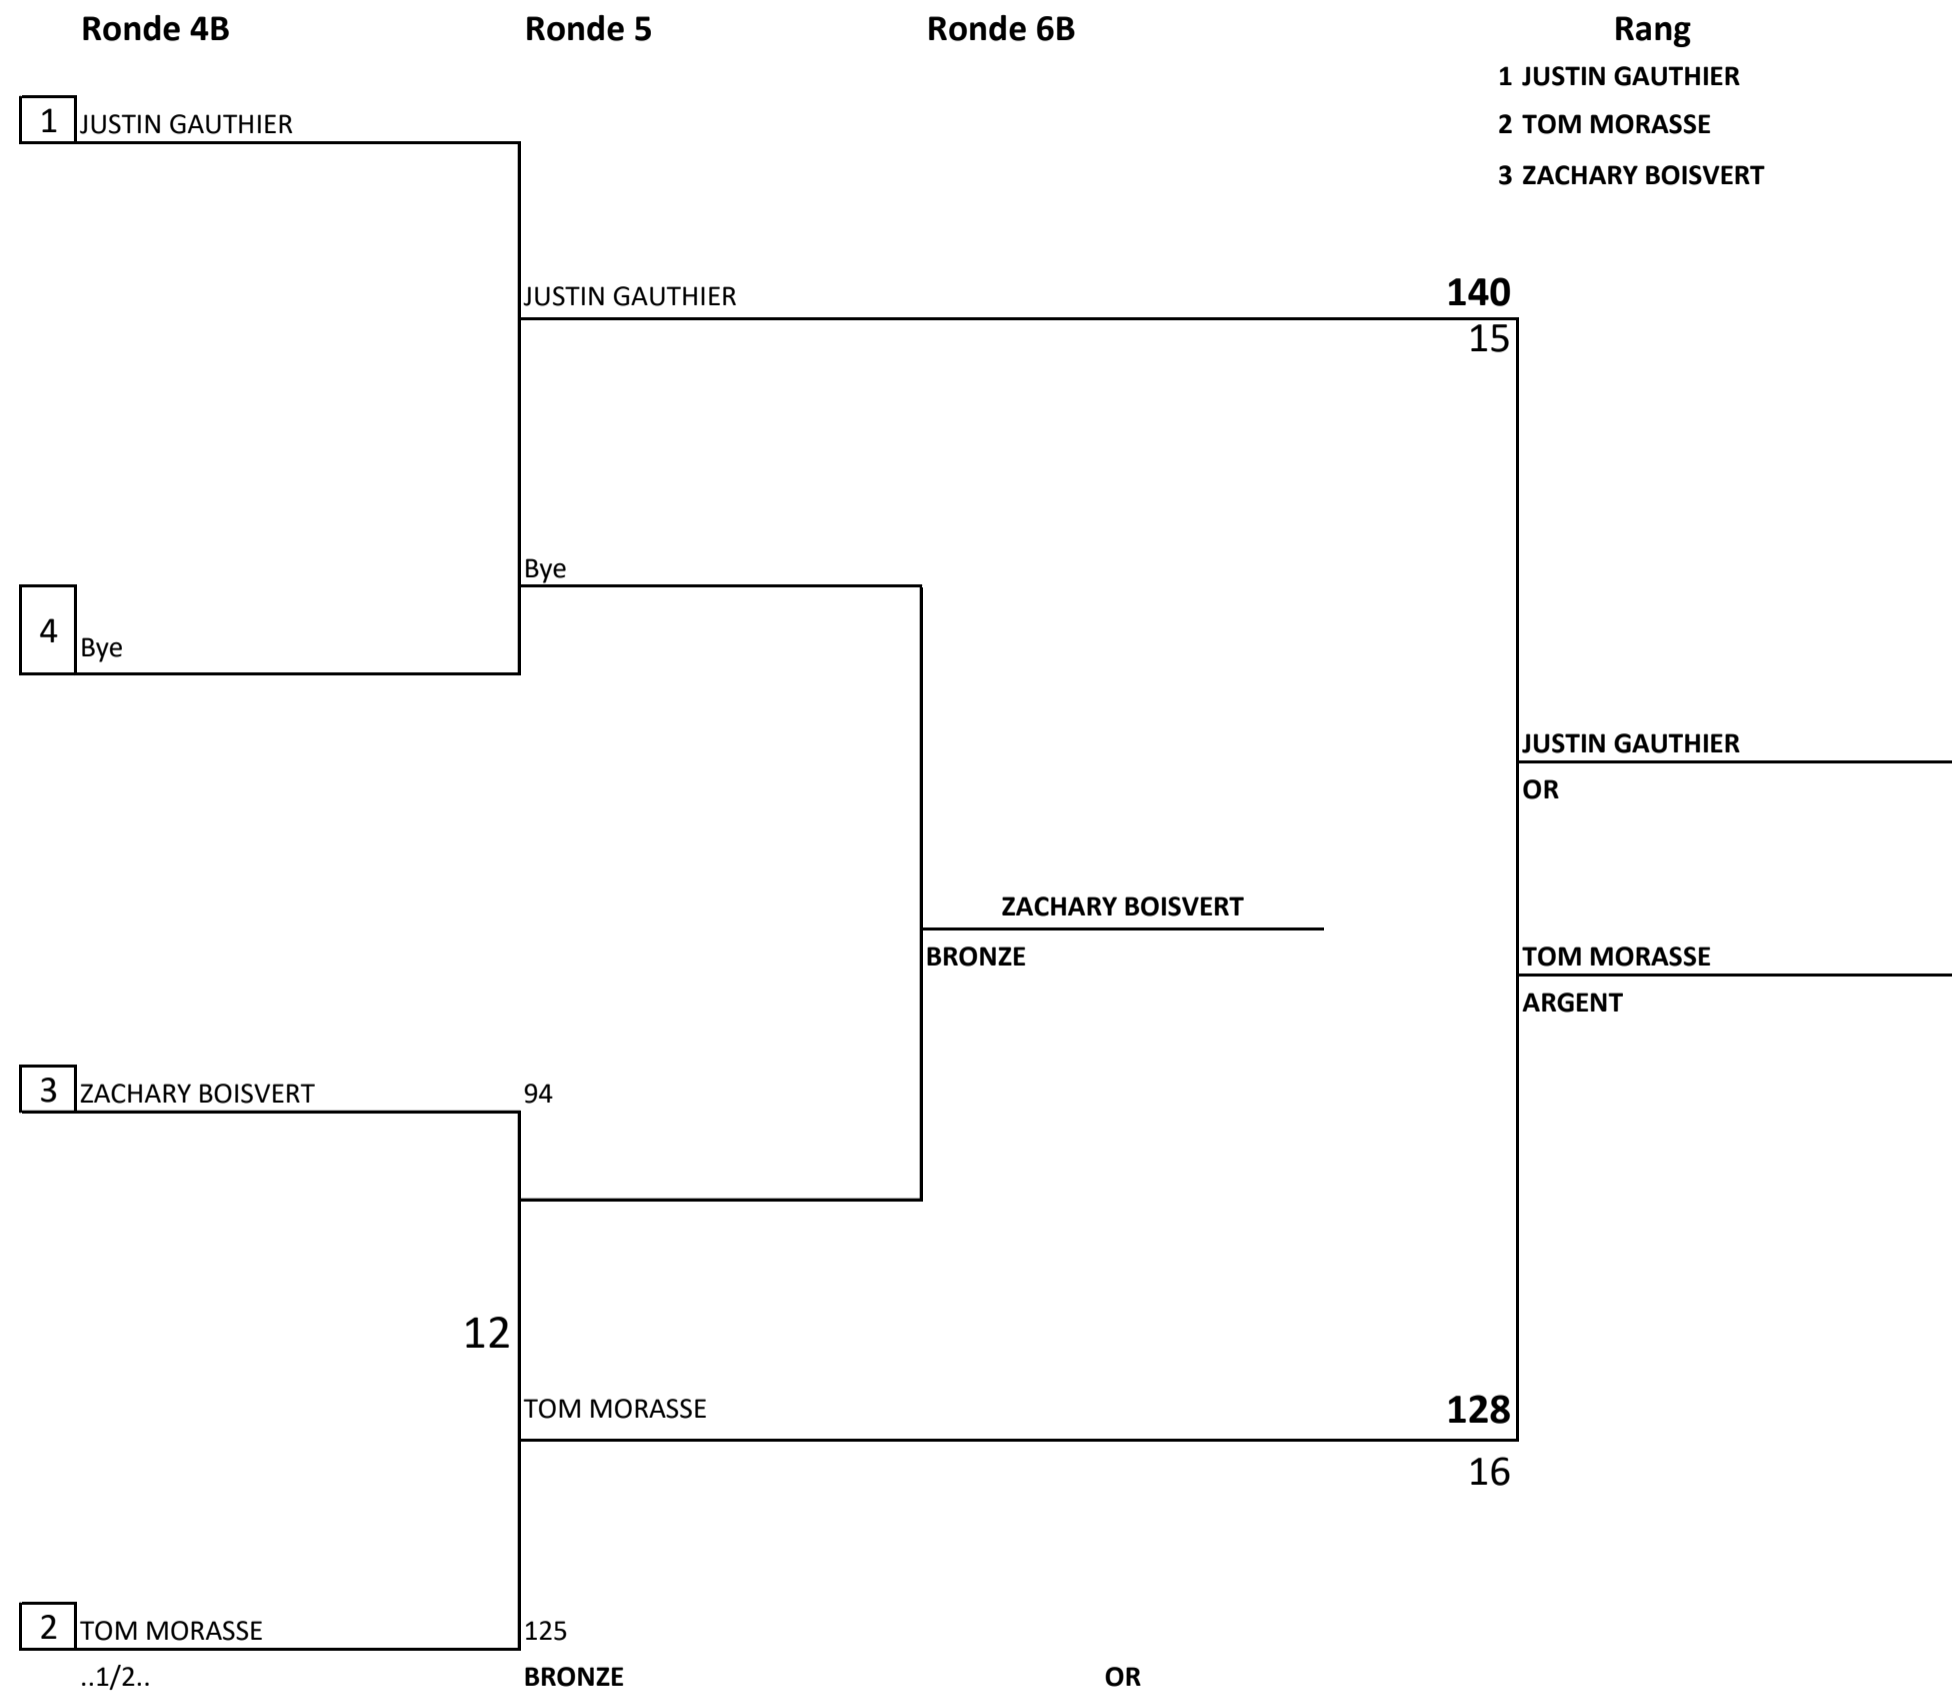 Ronde 4B Ronde 5 Ronde 6B Rang
1 JUSTIN GAUTHIER
1 JUSTIN GAUTHIER
2 TOM MORASSE
3 ZACHARY BOISVERT
JUSTIN GAUTHIER 140
15
Bye
4 Bye
JUSTIN GAUTHIER
OR
ZACHARY BOISVERT
BRONZE
TOM MORASSE
ARGENT
3 ZACHARY BOISVERT 94
12
TOM MORASSE 128
16
2 TOM MORASSE 125
..1/2.. BRONZE OR